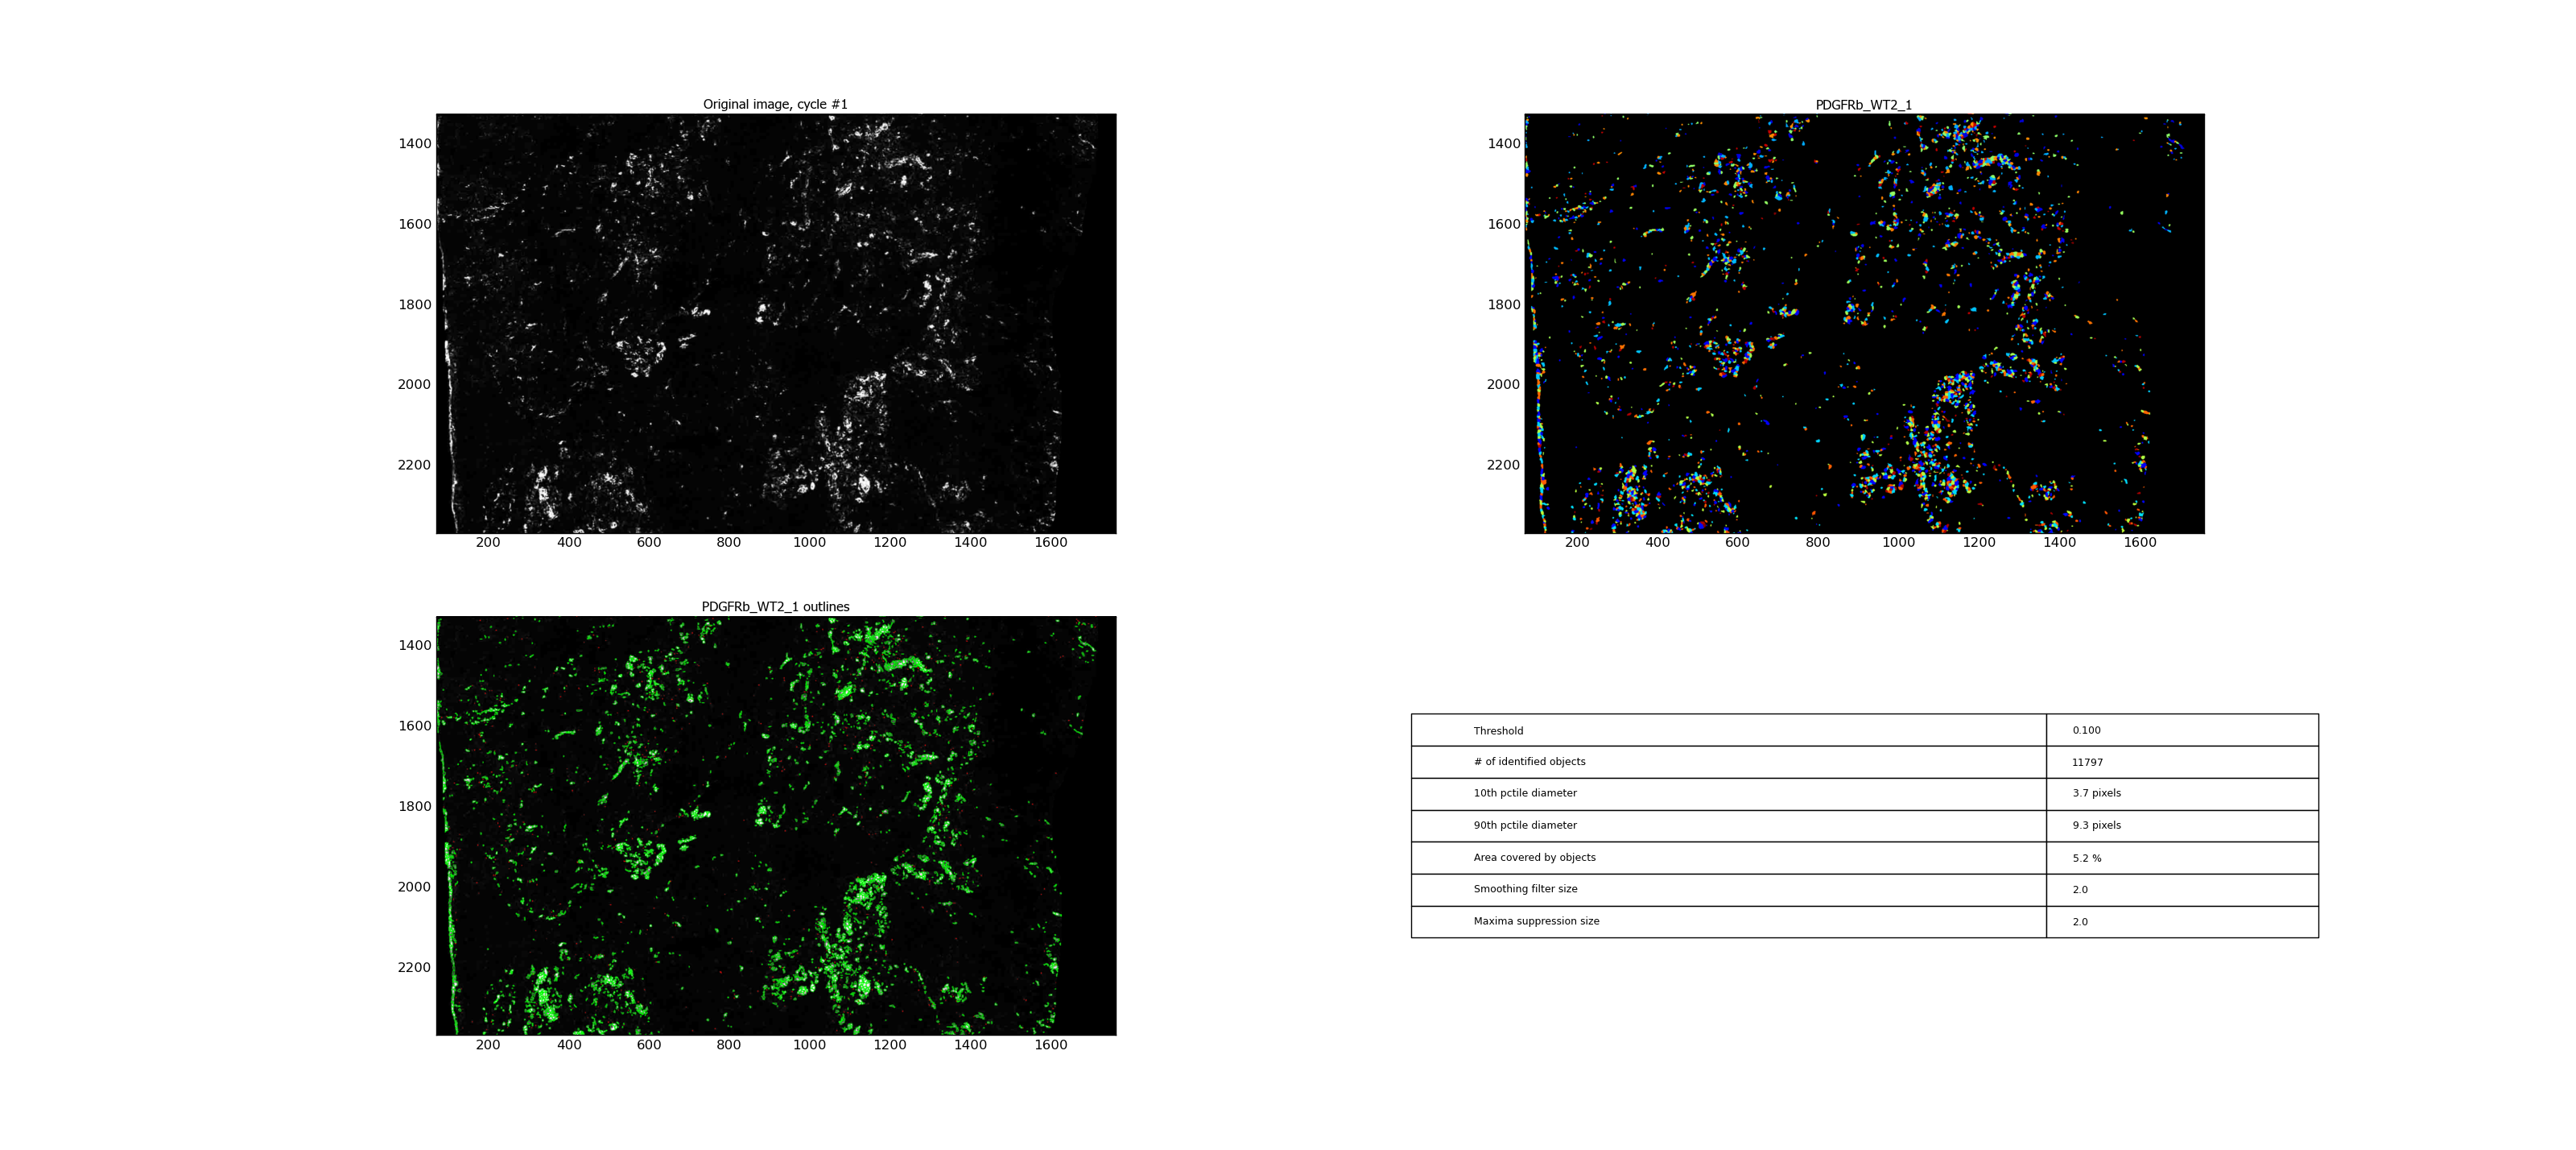 Original image, cycle #1
1400
1600
1800
2000
2200
200 400 600 800 1000 1200 1400 1600
PDGFRb_WT2_1
1400
1600
1800
2000
2200
200 400 600 800 1000 1200 1400 1600
PDGFRb_WT2_1 outlines
1400
1600
1800
2000
2200
200 400 600 800 1000 1200 1400 1600
Threshold 0.100
# of identified objects 11797
10th pctile diameter 3.7 pixels
90th pctile diameter 9.3 pixels
Area covered by objects 5.2 %
Smoothing filter size 2.0
Maxima suppression size 2.0